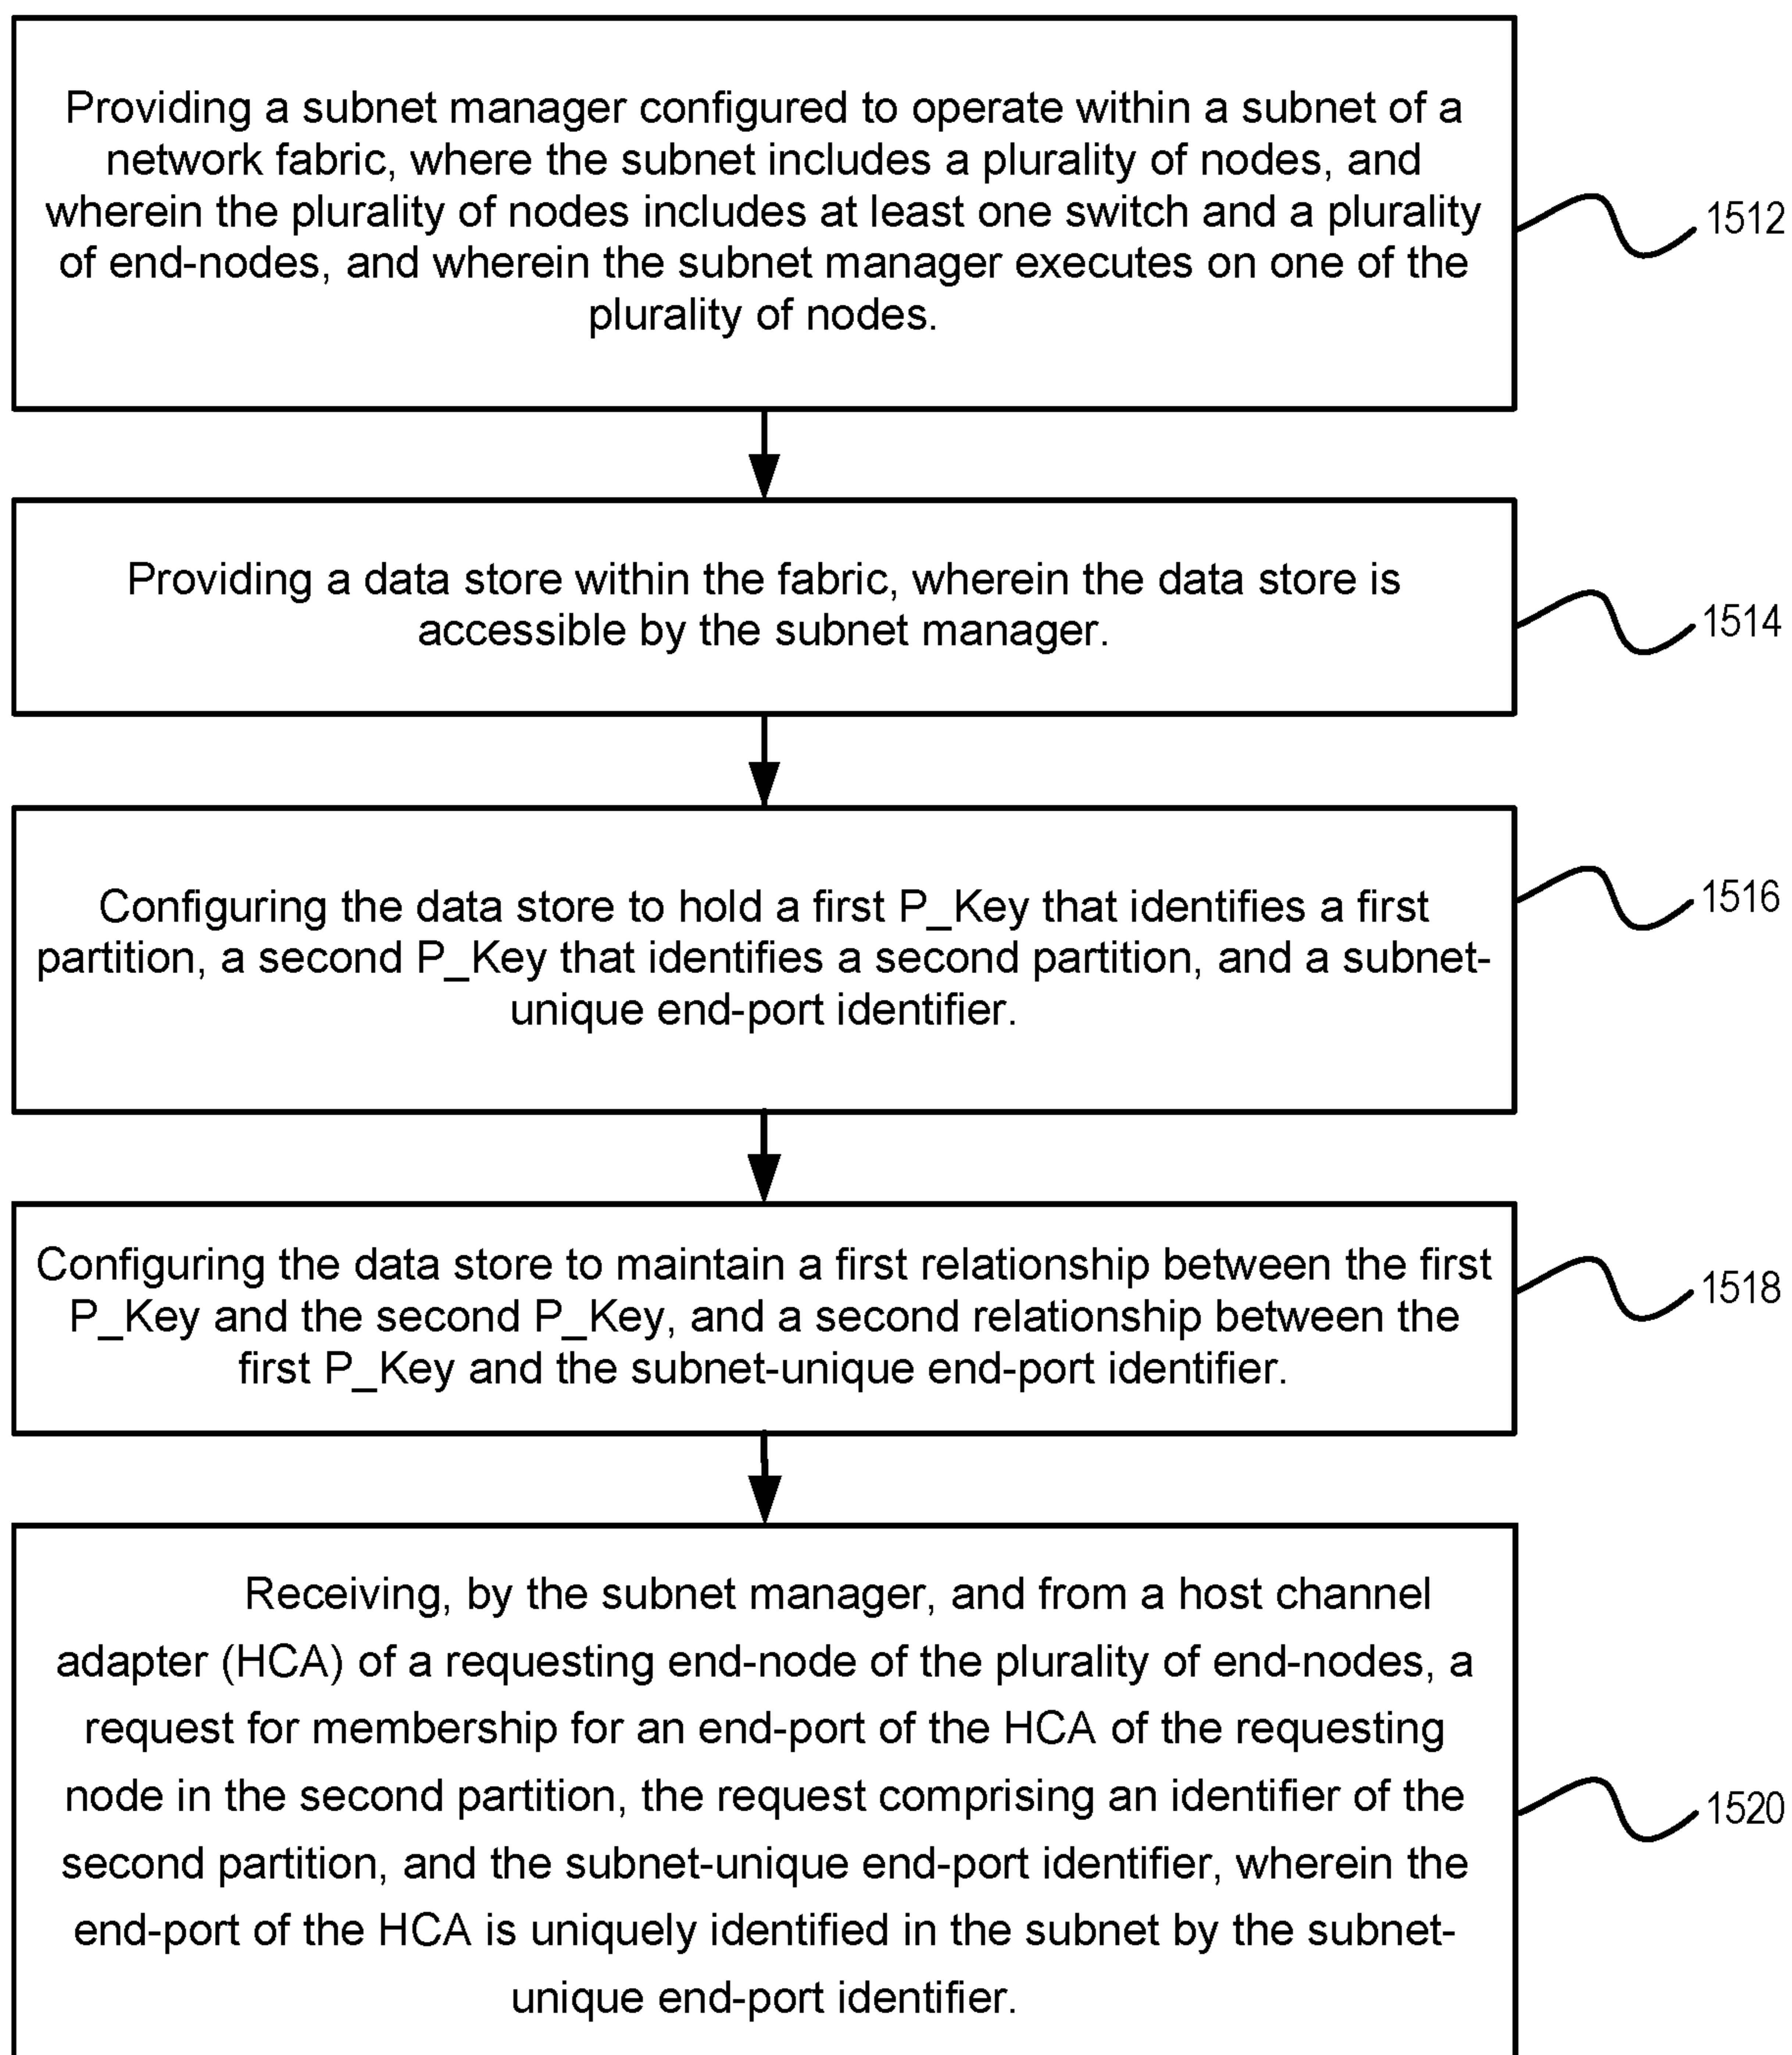 Providing a subnet manager configured to operate within a subnet of a
network fabric, where the subnet includes a plurality of nodes, and
wherein the plurality of nodes includes at least one switch and a plurality
of end-nodes, and wherein the subnet manager executes on one of the
plurality of nodes.
1512
Providing a data store within the fabric, wherein the data store is
accessible by the subnet manager.
1514
Configuring the data store to hold a first P_Key that identifies a first
partition, a second P_Key that identifies a second partition, and a subnet-
unique end-port identifier.
1516
Configuring the data store to maintain a first relationship between the first
P_Key and the second P_Key, and a second relationship between the
first P_Key and the subnet-unique end-port identifier.
1518
Receiving, by the subnet manager, and from a host channel
adapter (HCA) of a requesting end-node of the plurality of end-nodes, a
request for membership for an end-port of the HCA of the requesting
node in the second partition, the request comprising an identifier of the
second partition, and the subnet-unique end-port identifier, wherein the
end-port of the HCA is uniquely identified in the subnet by the subnet-
unique end-port identifier.
1520